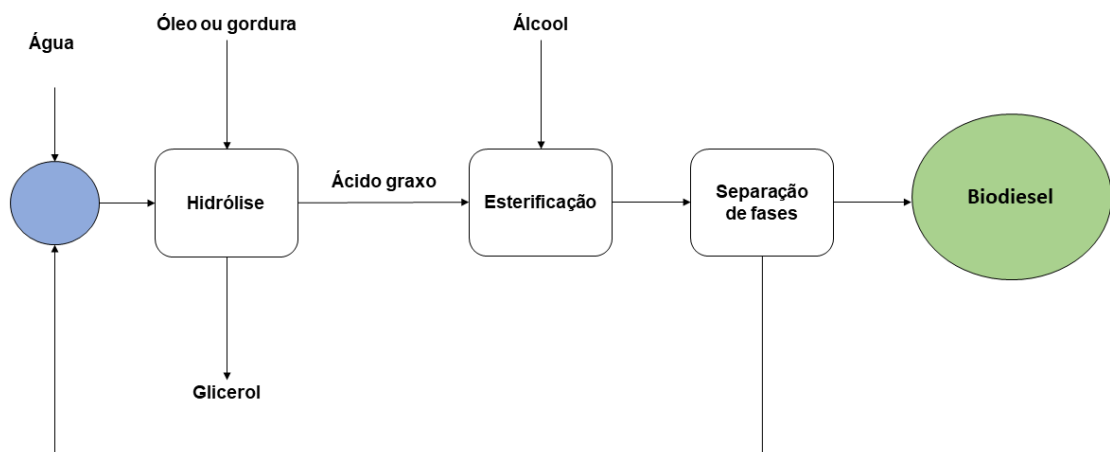 Óleo ou gordura
Álcool
Água
Hidrólise
Ácido graxo
Esterificação
Separação
de fases
Biodiesel
Glicerol